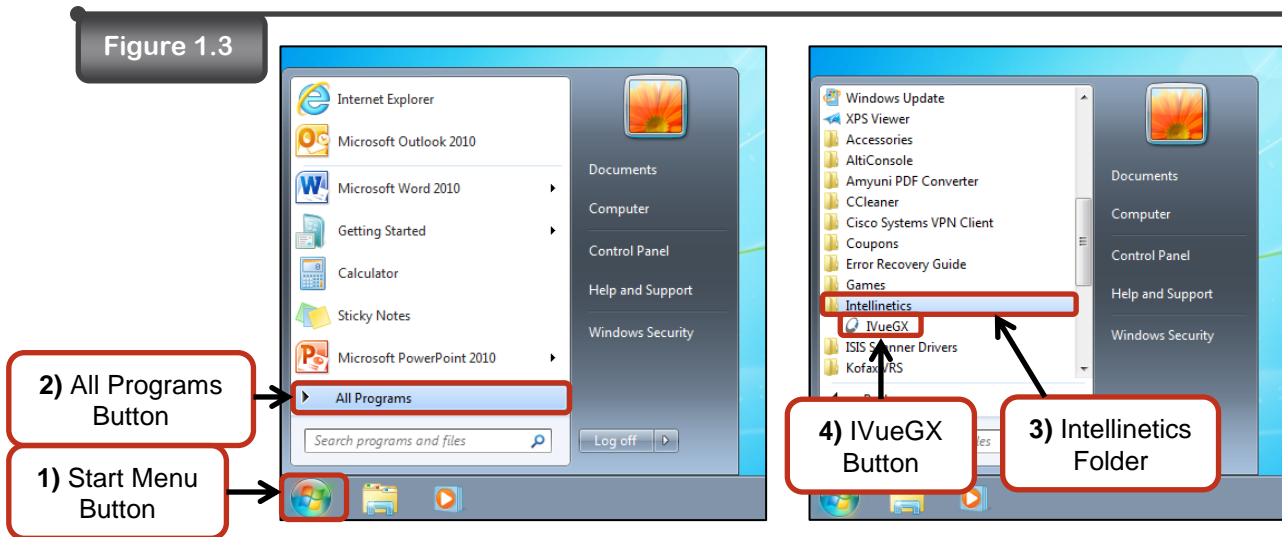 Figure 1.3
Internet Explorer
Microsoft Outlook 2010
Microsoft Word 2010
Getting Started
Calculator
Sticky Notes
Microsoft PowerPoint 2010
All Programs
Search programs and files
Documents
Computer
Control Panel
Help and Support
Windows Security
Log off
2) All Programs
Button
1) Start Menu
Button
Windows Update
XPS Viewer
Accessories
AltiConsole
Amyuni PDF Converter
CCleaner
Cisco Systems VPN Client
Coupons
Error Recovery Guide
Games
Intellinetics
IVueGX
ISIS Scanner Drivers
Kofax VRS
Documents
Computer
Control Panel
Help and Support
Windows Security
4) IVueGX
Button
3) Intellinetics
Folder